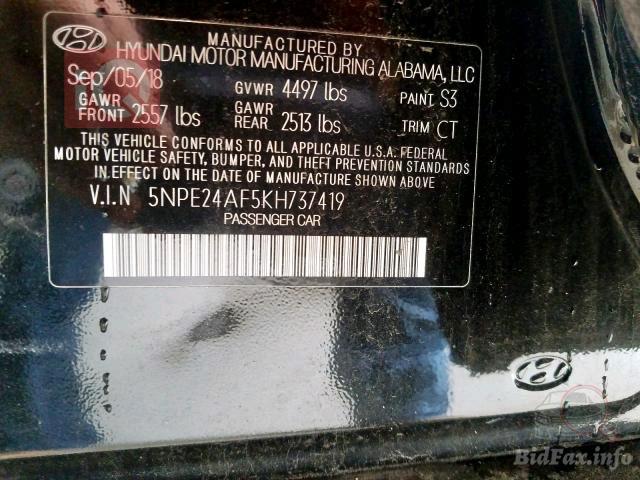 MANUFACTURED BY
HYUNDAI MOTOR MANUFACTURING ALABAMA, LLC
Sep/05/18 GVWR 4497 lbs PAINT S3
GAWR FRONT 2557 lbs GAWR REAR 2513 lbs TRIM CT
THIS VEHICLE CONFORMS TO ALL APPLICABLE U.S.A. FEDERAL
MOTOR VEHICLE SAFETY, BUMPER, AND THEFT PREVENTION STANDARDS
IN EFFECT ON THE DATE OF MANUFACTURE SHOWN ABOVE
V.I.N 5NPE24AF5KH737419
PASSENGER CAR
BidFax.info